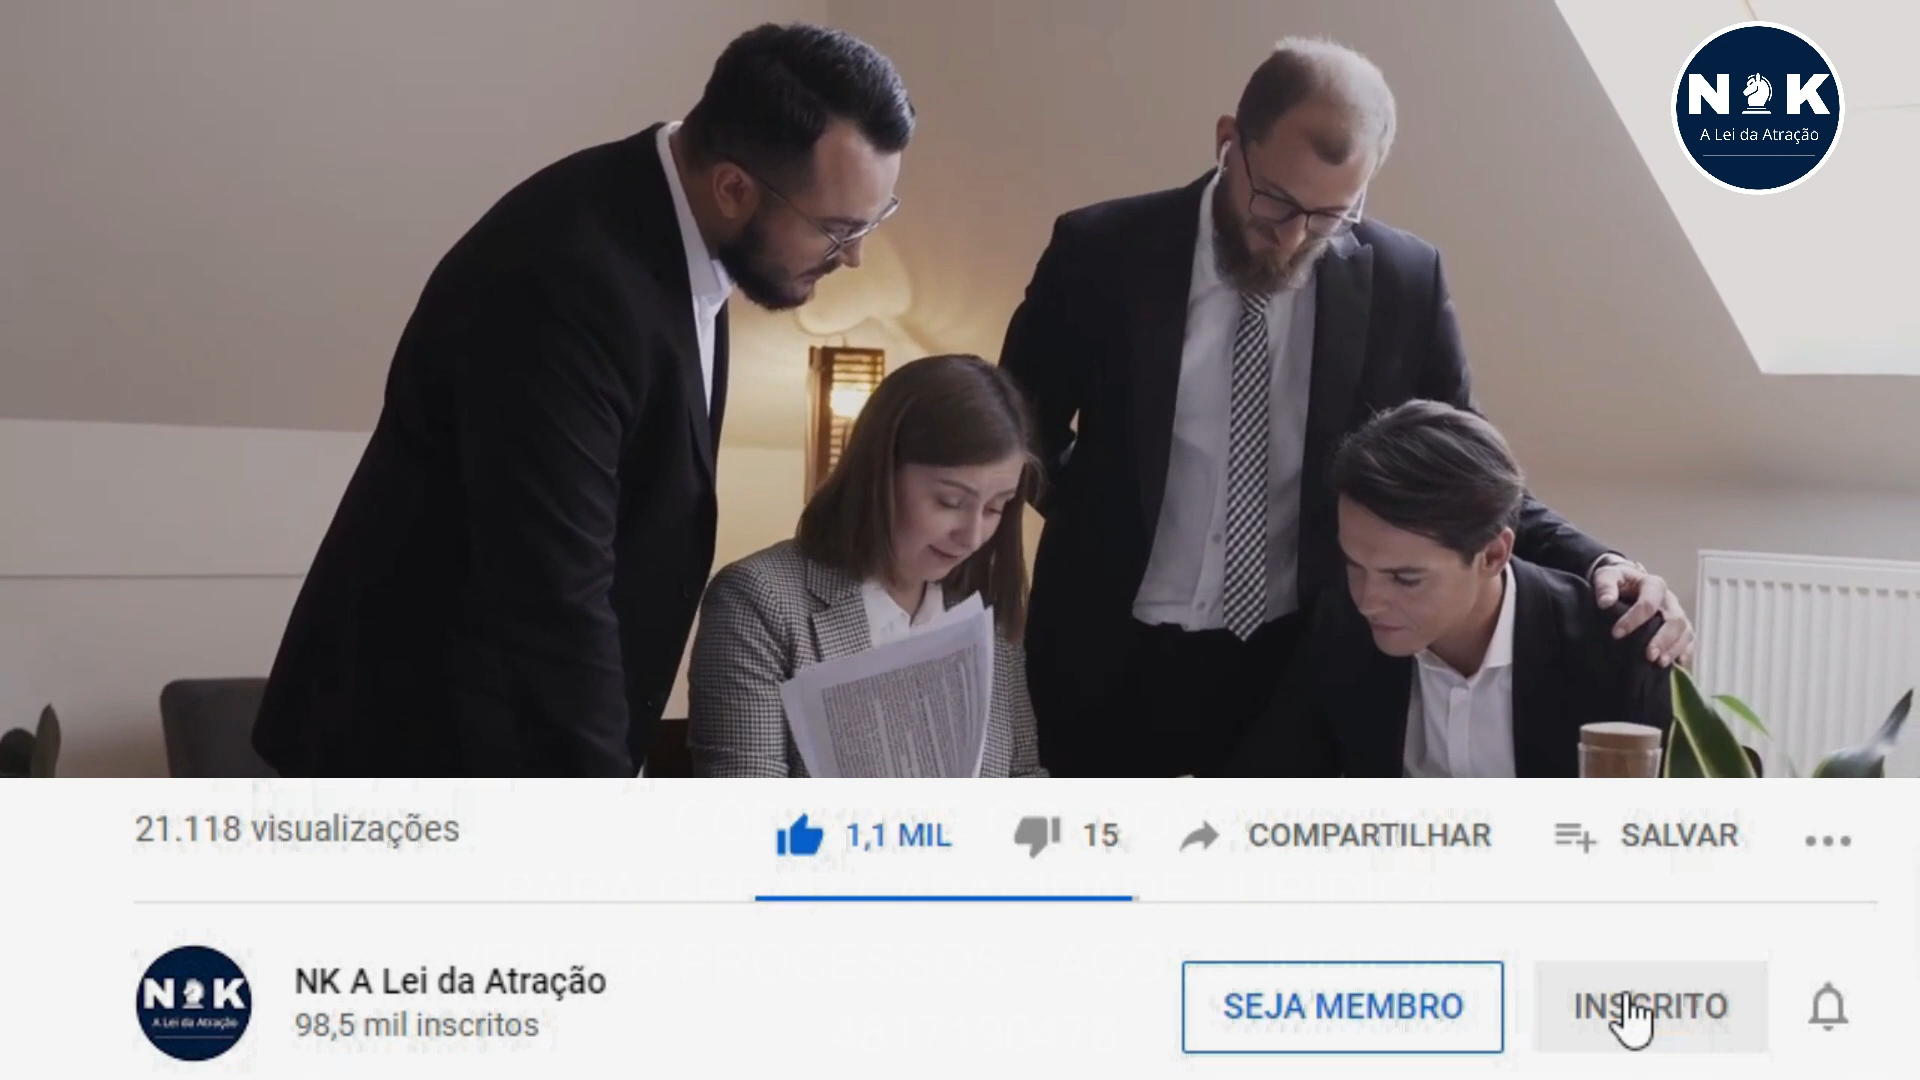 N K
A Lei da Atração
21.118 visualizações
1,1 MIL
15
COMPARTILHAR
SALVAR
N K
A Lei da Atração
NK A Lei da Atração
98,5 mil inscritos
SEJA MEMBRO
INSCRITO